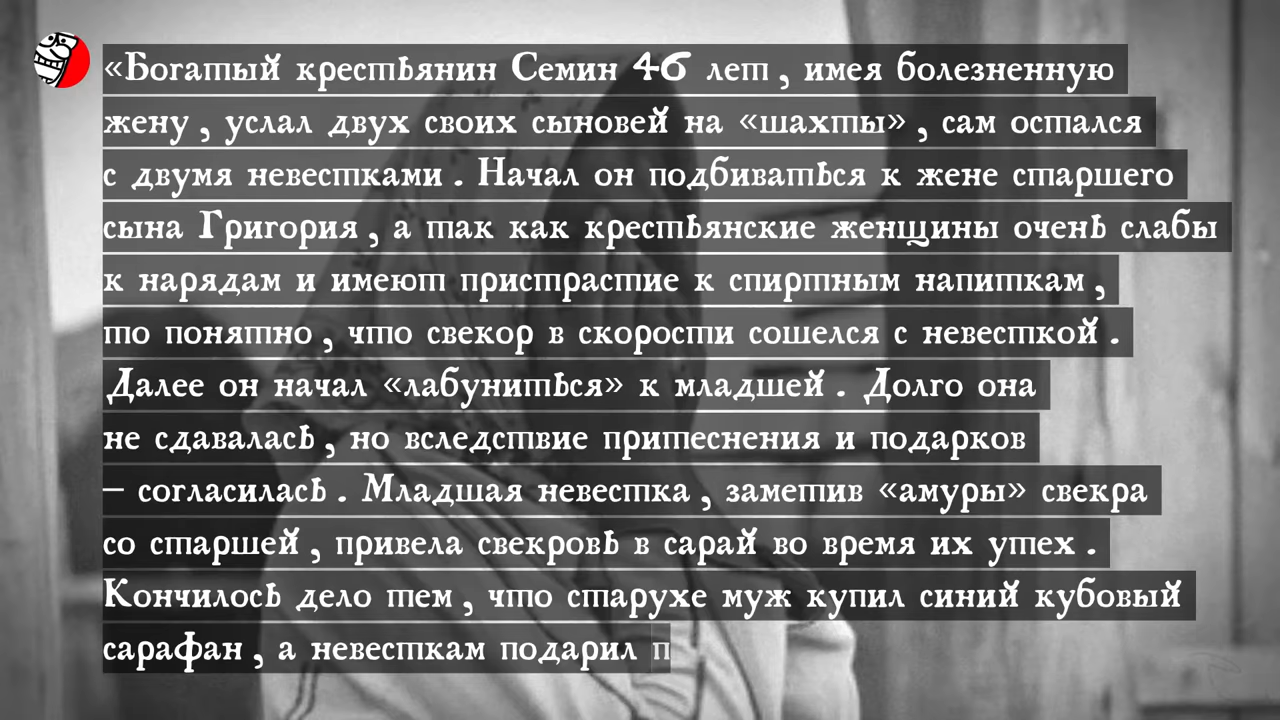 «Богатый крестьянин Семин 46 лет, имея болезненную
жену, услал двух своих сыновей на «шахты», сам остался
с двумя невестками. Начал он подбиваться к жене старшего
сына Григория, а так как крестьянские женщины очень слабы
к нарядам и имеют пристрастие к спиртным напиткам,
то понятно, что свекор в скорости сошелся с невесткой.
Далее он начал «лабуниться» к младшей. Долго она
не сдавалась, но вследствие притеснения и подарков
– согласилась. Младшая невестка, заметив «амуры» свекра
со старшей, привела свекровь в сарай во время их утех.
Кончилось дело тем, что старухе муж купил синий кубовый
сарафан, а невесткам подарил п